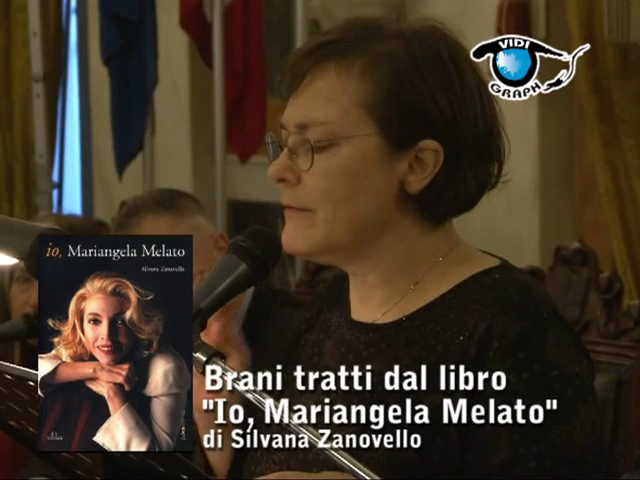 VIDI
GRAPH
io, Mariangela Melato
Silvana Zanovello
Brani tratti dal libro
"Io, Mariangela Melato"
di Silvana Zanovello